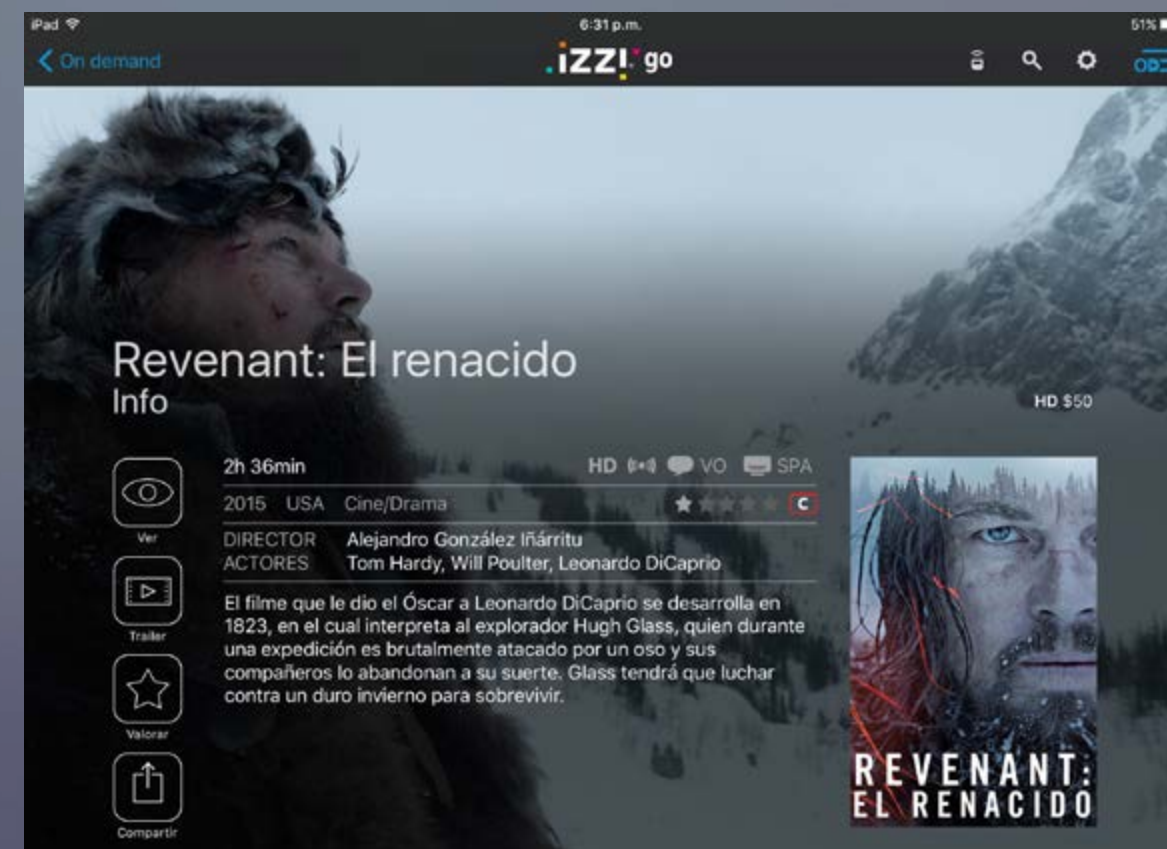 iPad
6:31 p.m.
51%
On demand
izzi go
Revenant: El renacido
Info
HD $50
2h 36min
HD VO SPA
2015 USA Cine/Drama
C
DIRECTOR Alejandro González Iñárritu
ACTORES Tom Hardy, Will Poulter, Leonardo DiCaprio
El filme que le dio el Óscar a Leonardo DiCaprio se desarrolla en
1823, en el cual interpreta al explorador Hugh Glass, quien durante
una expedición es brutalmente atacado por un oso y sus
compañeros lo abandonan a su suerte. Glass tendrá que luchar
contra un duro invierno para sobrevivir.
Ver
Trailer
Valorar
Compartir
REVENANT:
EL RENACIDO